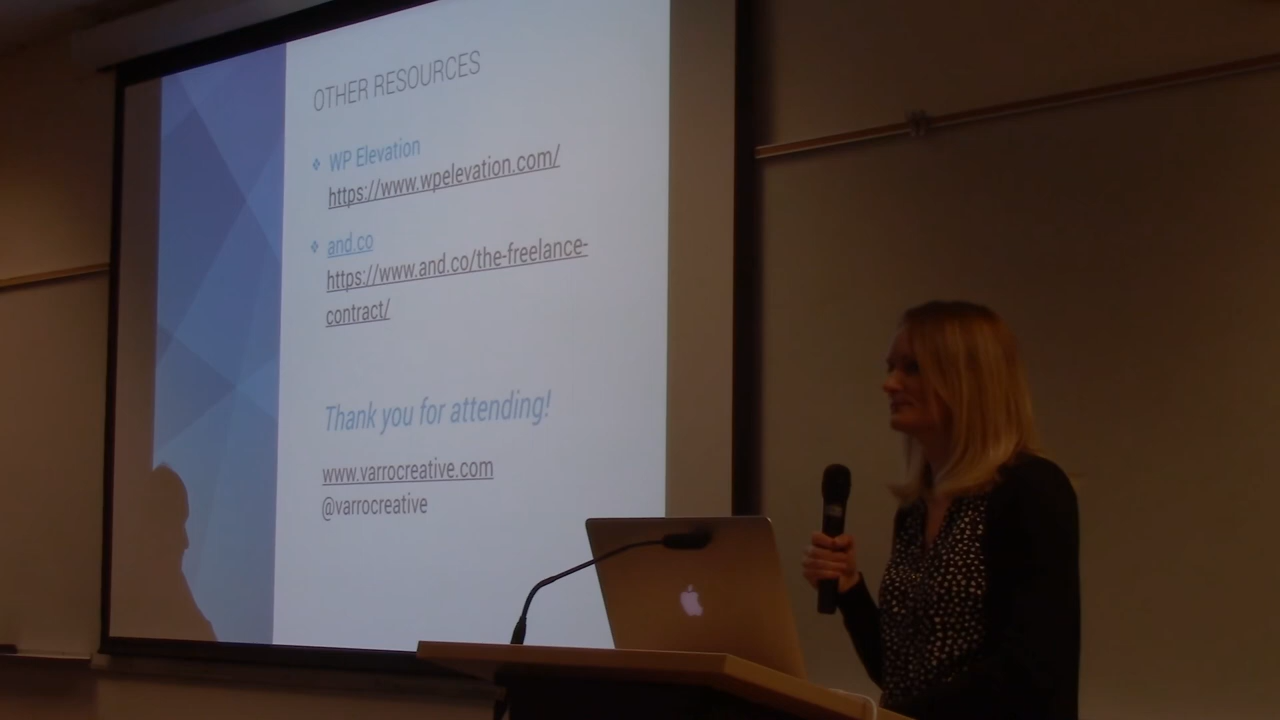 OTHER RESOURCES
WP Elevation
https://www.wpelevation.com/
and.co
https://www.and.co/the-freelance-
contract/
Thank you for attending!
www.varrocreative.com
@varrocreative